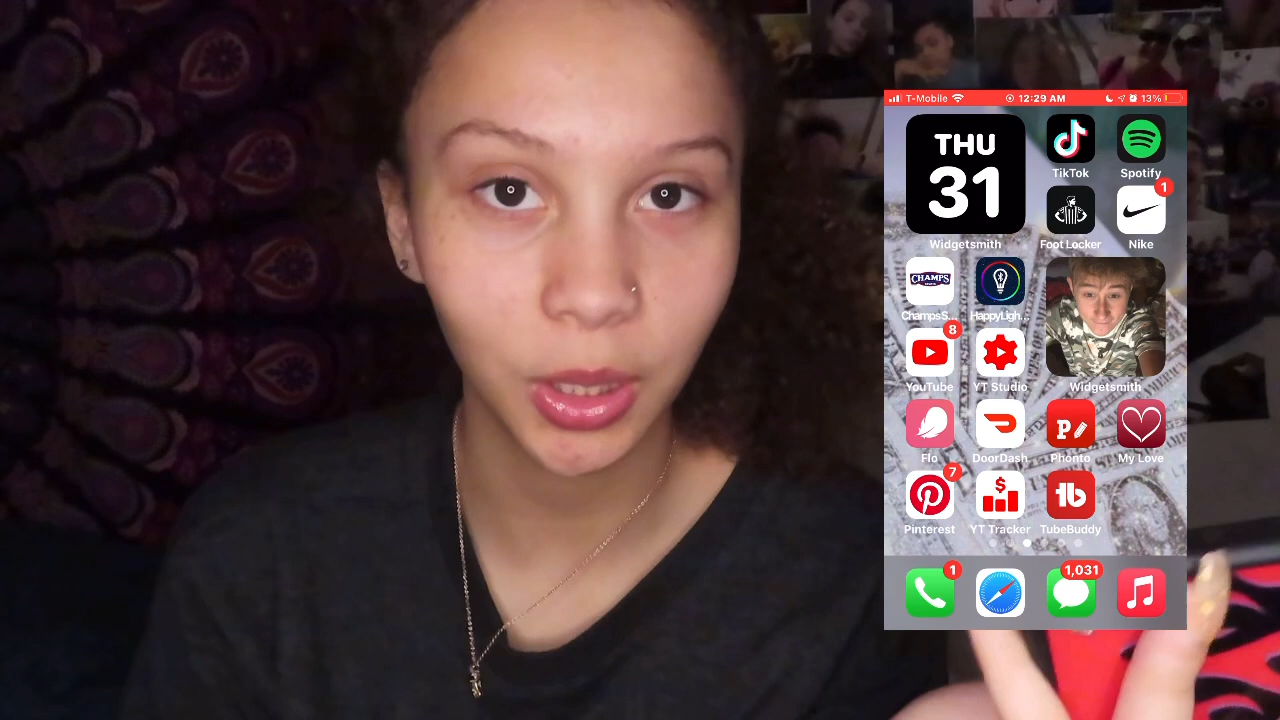 T-Mobile 12:29 AM 13%
THU
31
TikTok Spotify
1
Widgetsmith Foot Locker Nike
CHAMPS
ChampsS... HappyLigh...
8
YouTube YT Studio Widgetsmith
P
Flo DoorDash Phonto My Love
7
$
tb
Pinterest YT Tracker TubeBuddy
1 1,031